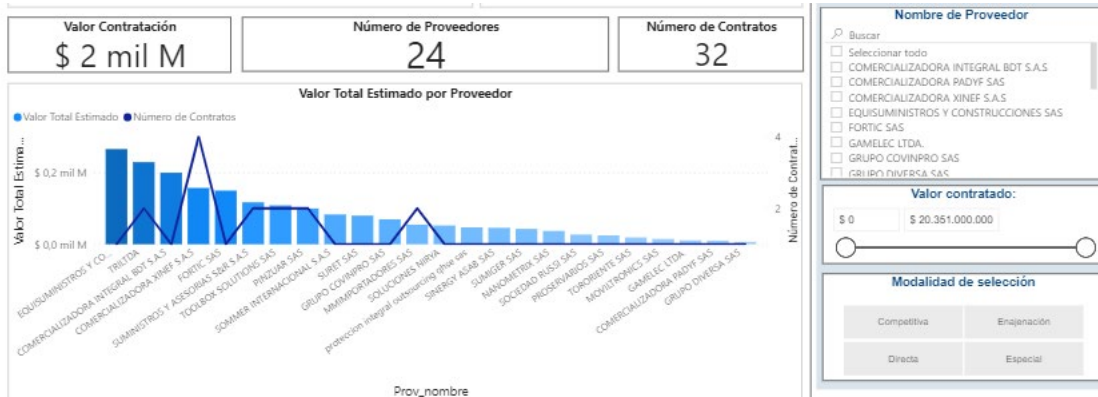 Valor Contratación
$ 2 mil M
Número de Proveedores
24
Número de Contratos
32
Valor Total Estimado por Proveedor
Valor Total Estimado Número de Contratos
Valor Total Estima...
$ 0,2 mil M
$ 0,0 mil M
4
2
Número de Contrat...
EQUISUMINISTROS Y CO...
TRILTDA
COMERCIALIZADORA INTEGRAL BDT S.A.S
COMERCIALIZADORA XINEF S.A.S
FORTIC SAS
SUMINISTROS Y ASESORIAS S&R S.A.S
TOOLBOX SOLUTIONS SAS
PINZUAR SAS
SOMMER INTERNACIONAL S.A.S
SURET SAS
GRUPO COVINPRO SAS
MMIMPORTADORES SAS
SOLUCIONES NIRYA
proteccion integral outsourcing qhse sas
SINERGY ASAB SAS
SUMIGER SAS
NANOMETRIX SAS
SOCIEDAD RUSSI SAS
PROSERVARIOS SAS
TORORIENTE SAS
MOVILTRONICS SAS
GAMELEC LTDA.
COMERCIALIZADORA PADYF SAS
GRUPO DIVERSA SAS
Prov_nombre
Nombre de Proveedor
Buscar
Seleccionar todo
COMERCIALIZADORA INTEGRAL BDT S.A.S
COMERCIALIZADORA PADYF SAS
COMERCIALIZADORA XINEF S.A.S
EQUISUMINISTROS Y CONSTRUCCIONES SAS
FORTIC SAS
GAMELEC LTDA.
GRUPO COVINPRO SAS
GRUPO DIVERSA SAS
Valor contratado:
$ 0 $ 20.351.000.000
Modalidad de selección
Competitiva Enajenación
Directa Especial